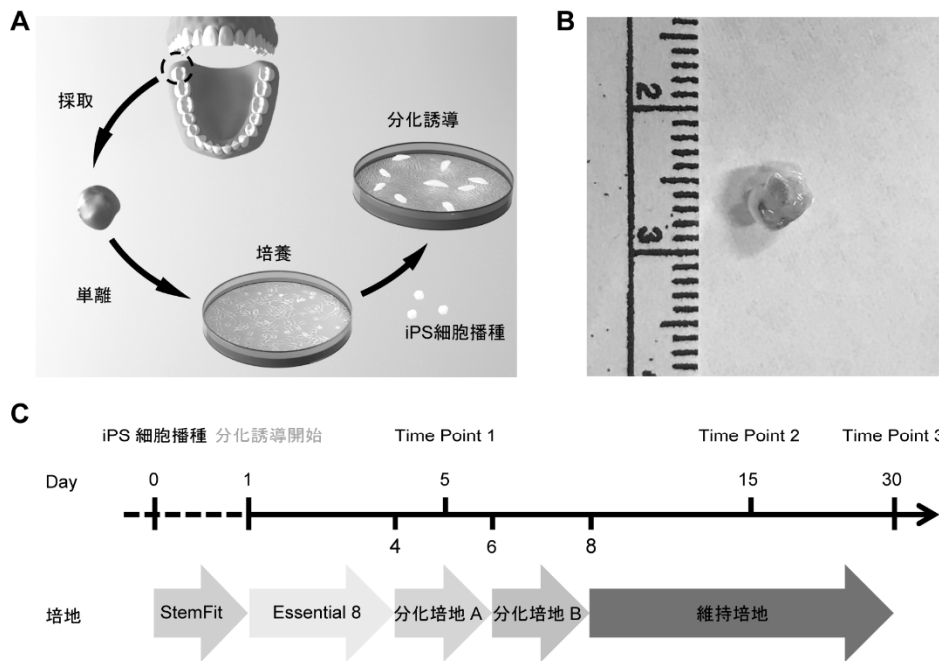 A
採取
単離
培養
分化誘導
iPS細胞播種
B
2
3
C
iPS 細胞播種 分化誘導開始 Time Point 1 Time Point 2 Time Point 3
Day 0 1 5 15 30
4 6 8
培地 StemFit Essential 8 分化培地 A 分化培地 B 維持培地